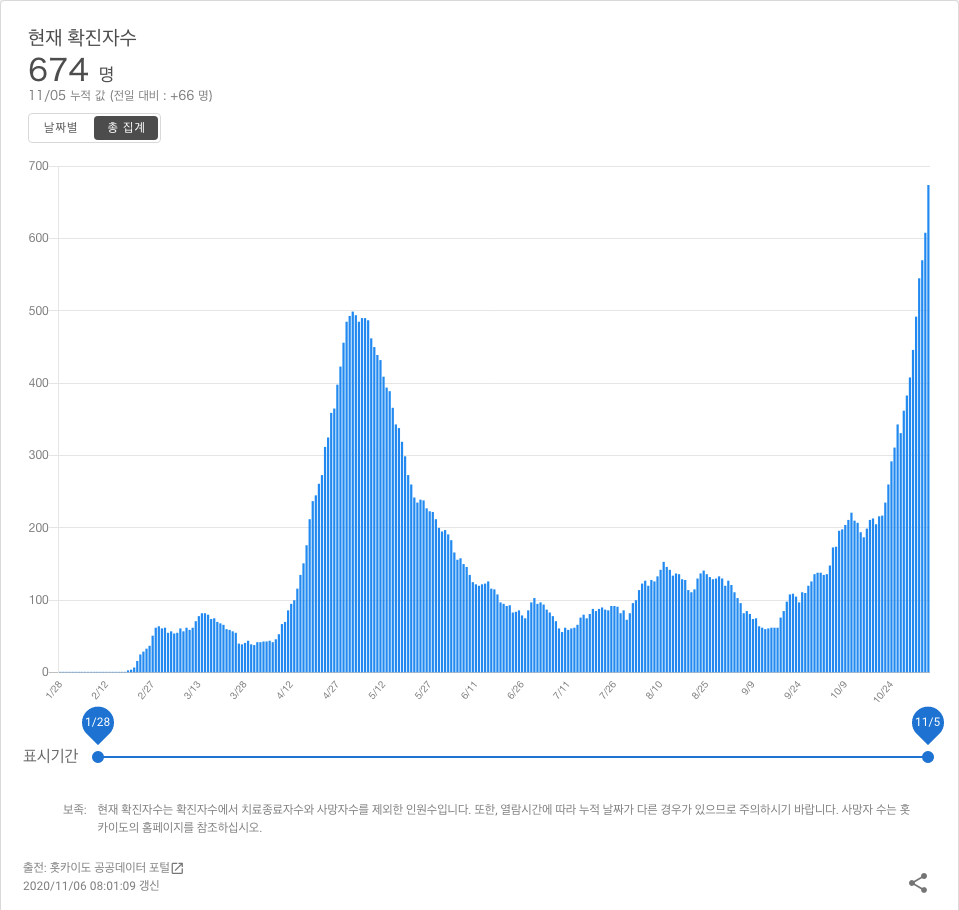 현재 확진자수
674 명
11/05 누적 값 (전일 대비 : +66 명)
날짜별 총 집계
700
600
500
400
300
200
100
0
1/28 2/12 2/27 3/13 3/28 4/12 4/27 5/12 5/27 6/11 6/26 7/11 7/26 8/10 8/25 9/9 9/24 10/9 10/24
1/28 11/5
표시기간
보족: 현재 확진자수는 확진자수에서 치료종료자수와 사망자수를 제외한 인원수입니다. 또한, 열람시간에 따라 누적 날짜가 다른 경우가 있으므로 주의하시기 바랍니다. 사망자 수는 홋
카이도의 홈페이지를 참조하십시오.
출전: 홋카이도 공공데이터 포털
2020/11/06 08:01:09 갱신